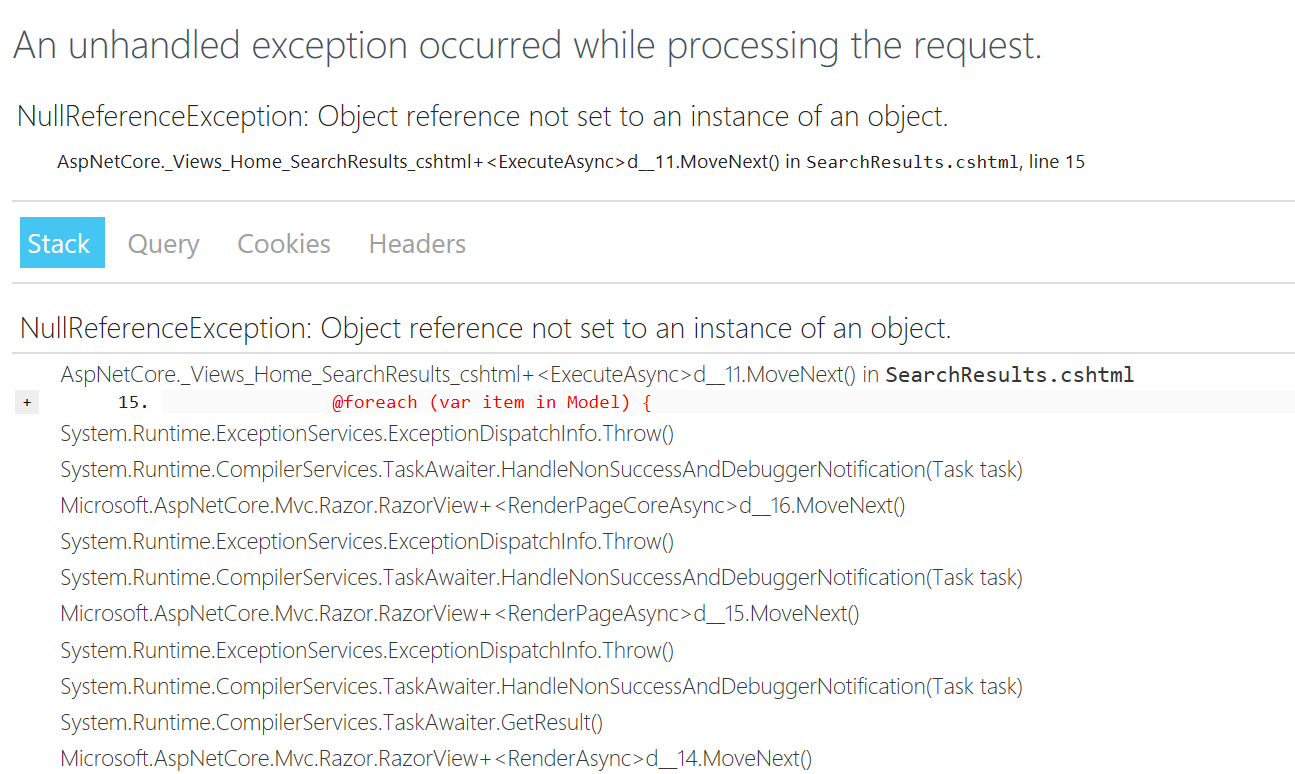 An unhandled exception occurred while processing the request.
NullReferenceException: Object reference not set to an instance of an object.
AspNetCore._Views_Home_SearchResults_cshtml+<ExecuteAsync>d__11.MoveNext() in SearchResults.cshtml, line 15
Stack Query Cookies Headers
NullReferenceException: Object reference not set to an instance of an object.
AspNetCore._Views_Home_SearchResults_cshtml+<ExecuteAsync>d__11.MoveNext() in SearchResults.cshtml
+ 15. @foreach (var item in Model) {
System.Runtime.ExceptionServices.ExceptionDispatchInfo.Throw()
System.Runtime.CompilerServices.TaskAwaiter.HandleNonSuccessAndDebuggerNotification(Task task)
Microsoft.AspNetCore.Mvc.Razor.RazorView+<RenderPageCoreAsync>d__16.MoveNext()
System.Runtime.ExceptionServices.ExceptionDispatchInfo.Throw()
System.Runtime.CompilerServices.TaskAwaiter.HandleNonSuccessAndDebuggerNotification(Task task)
Microsoft.AspNetCore.Mvc.Razor.RazorView+<RenderPageAsync>d__15.MoveNext()
System.Runtime.ExceptionServices.ExceptionDispatchInfo.Throw()
System.Runtime.CompilerServices.TaskAwaiter.HandleNonSuccessAndDebuggerNotification(Task task)
System.Runtime.CompilerServices.TaskAwaiter.GetResult()
Microsoft.AspNetCore.Mvc.Razor.RazorView+<RenderAsync>d__14.MoveNext()